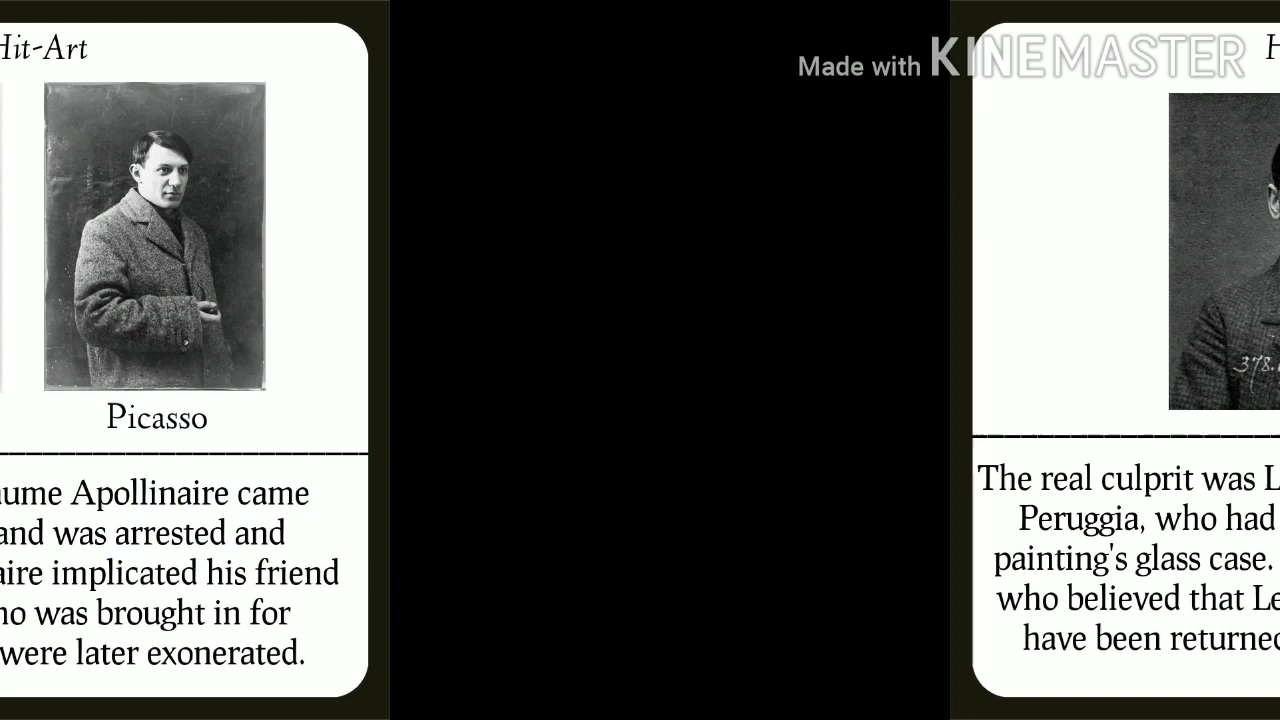 Hit-Art
Picasso
aume Apollinaire came
and was arrested and
aire implicated his friend
ho was brought in for
were later exonerated.
Made with KINEMASTER
H
378.
The real culprit was L
Peruggia, who had
painting's glass case.
who believed that Le
have been returned